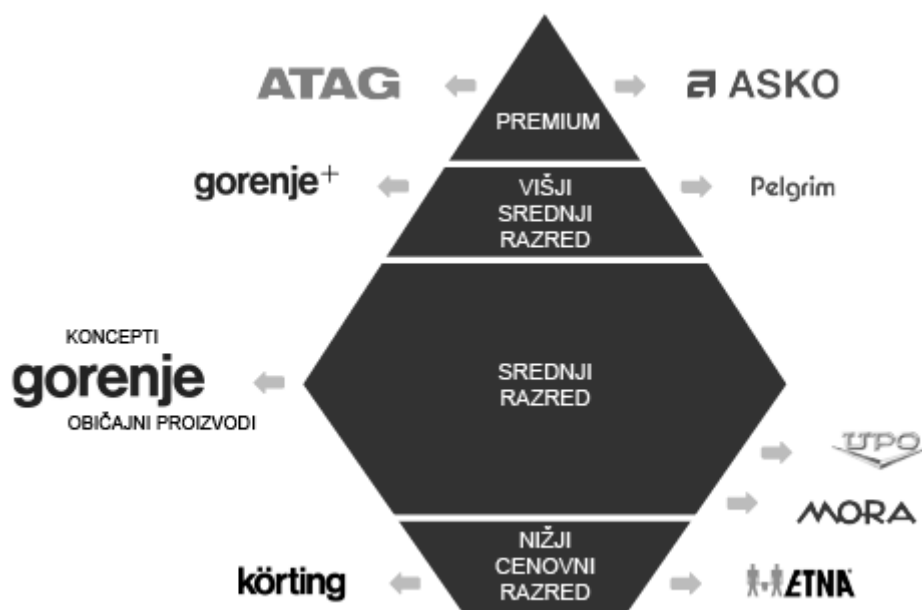 ATAG
ASKO
PREMIUM
gorenje+
VIŠJI
SREDNJI
RAZRED
Pelgrim
KONCEPTI
gorenje
OBIČAJNI PROIZVODI
SREDNJI
RAZRED
UPO
MORA
körting
NIŽJI
CENOVNI
RAZRED
ETNA